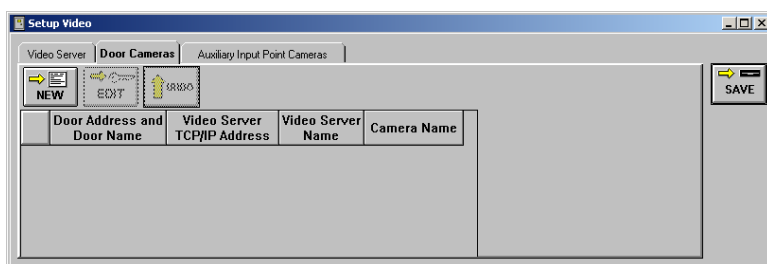 Setup Video
Video Server Door Cameras Auxiliary Input Point Cameras
NEW EDIT UNDO SAVE
Door Address and Door Name
Video Server TCP/IP Address
Video Server Name
Camera Name